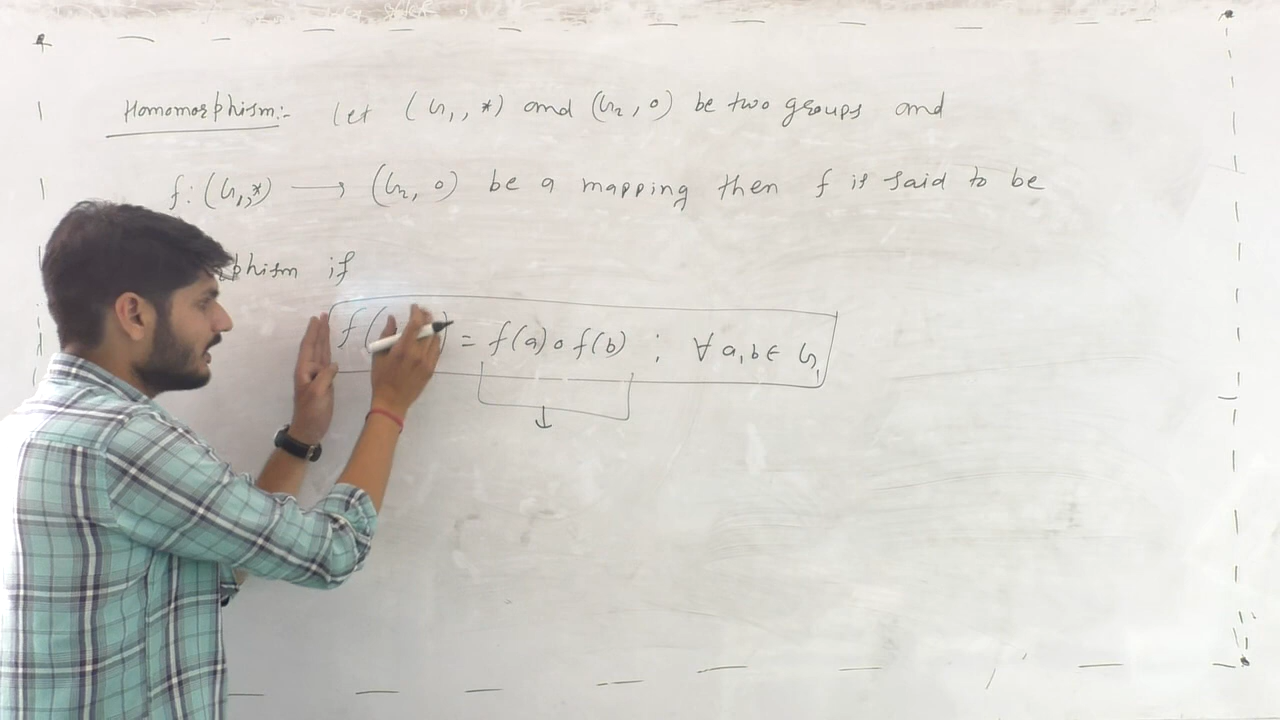 Homomorphism:- Let (G₁, *) and (G₂, o) be two groups and
f: (G₁, *) → (G₂, o) be a mapping then f is said to be
phism if
f( ) = f(a) o f(b) ; ∀ a, b ∈ G₁